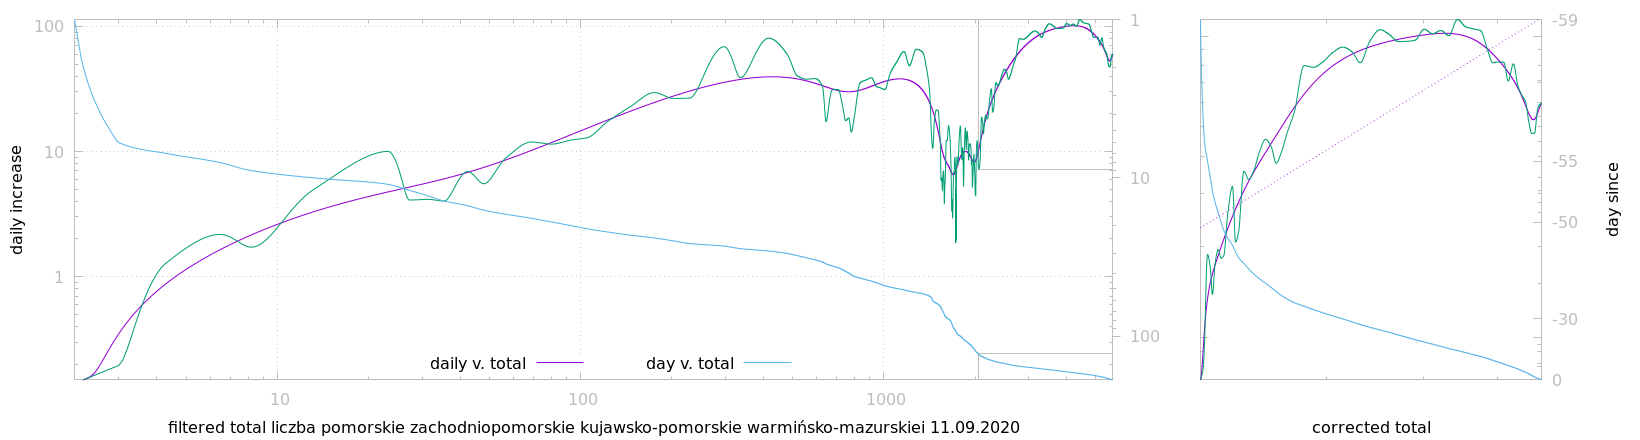 100
10
1
daily increase
daily v. total
day v. total
10
100
1000
1
10
100
filtered total liczba pomorskie zachodniopomorskie kujawsko-pomorskie warmińsko-mazurskiei 11.09.2020
-59
-55
-50
-30
0
day since
corrected total